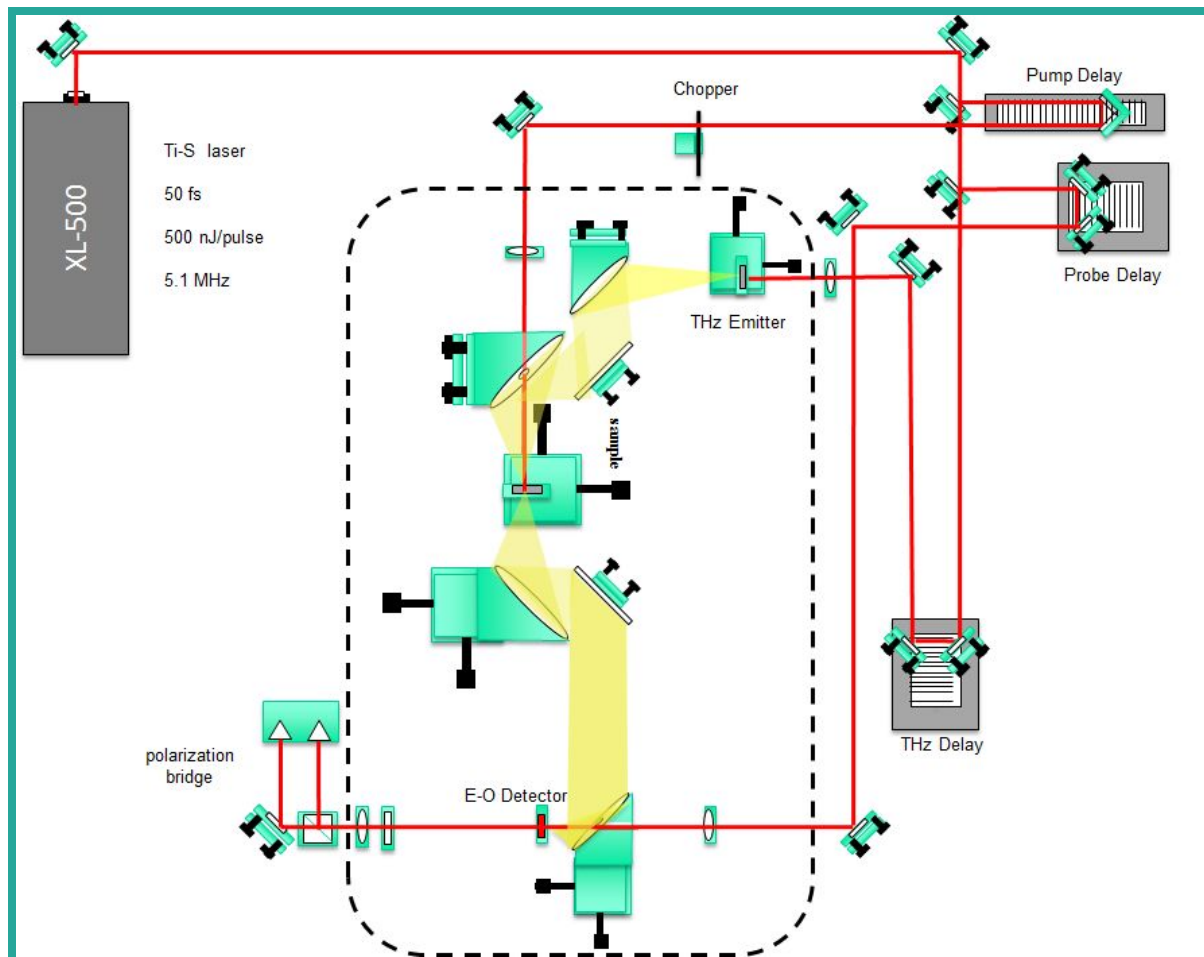 XL-500
Ti-S laser
50 fs
500 nJ/pulse
5.1 MHz
Chopper
Pump Delay
Probe Delay
THz Emitter
sample
THz Delay
polarization
bridge
E-O Detector